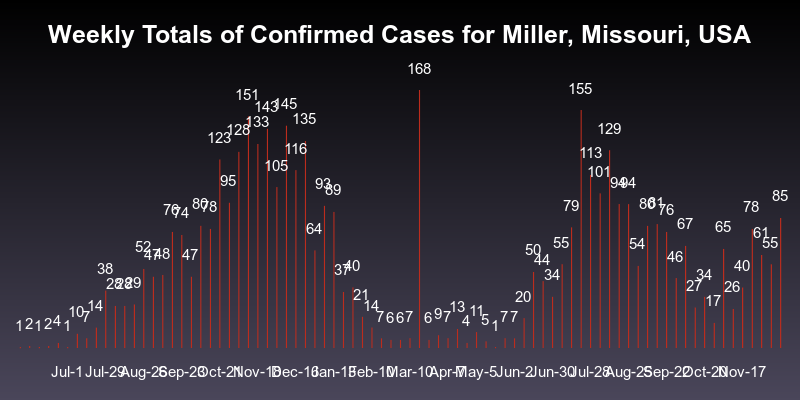 Weekly Totals of Confirmed Cases for Miller, Missouri, USA
1 2 1 2 4 1 10 7 14 38 28 28 29 52 47 48 76 74 47 80 78 123 95 128 151 133 143 105 145 116 135 64 93 89 37 40 21 14 7 6 6 7 168 6 9 7 13 4 11 5 1 7 7 20 50 44 34 55 79 155 113 101 129 94 94 54 80 81 76 46 67 27 34 17 65 26 40 78 61 55 85
Jul-1 Jul-29 Aug-26 Sep-23 Oct-21 Nov-18 Dec-16 Jan-13 Feb-10 Mar-10 Apr-7 May-5 Jun-2 Jun-30 Jul-28 Aug-25 Sep-22 Oct-20 Nov-17